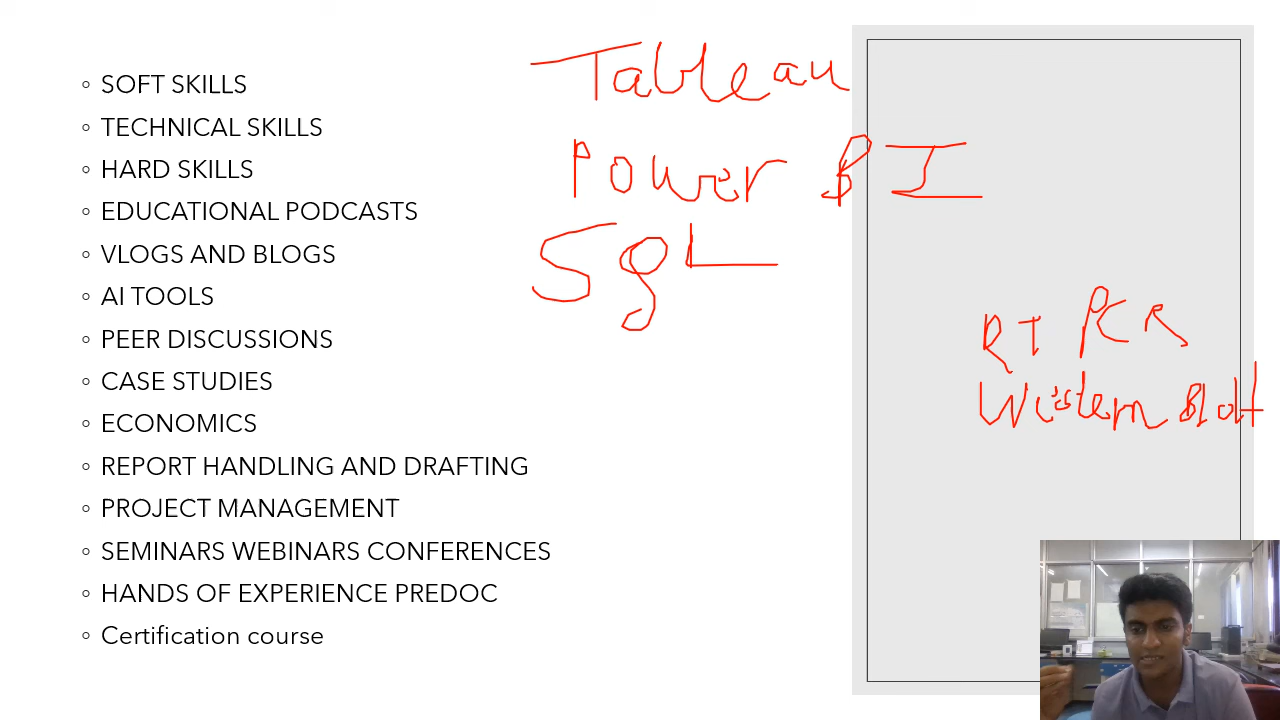 SOFT SKILLS
TECHNICAL SKILLS
HARD SKILLS
EDUCATIONAL PODCASTS
VLOGS AND BLOGS
AI TOOLS
PEER DISCUSSIONS
CASE STUDIES
ECONOMICS
REPORT HANDLING AND DRAFTING
PROJECT MANAGEMENT
SEMINARS WEBINARS CONFERENCES
HANDS OF EXPERIENCE PREDOC
Certification course
Tableau
Power BI
SqL
RT PCR
Western Blott